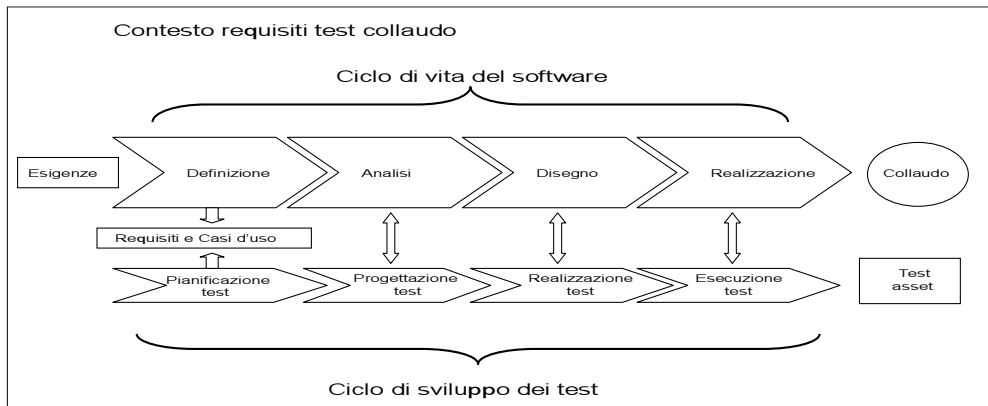 Contesto requisiti test collaudo
Ciclo di vita del software
Esigenze
Definizione
Analisi
Disegno
Realizzazione
Collaudo
Requisiti e Casi d'uso
Pianificazione
test
Progettazione
test
Realizzazione
test
Esecuzione
test
Test
asset
Ciclo di sviluppo dei test